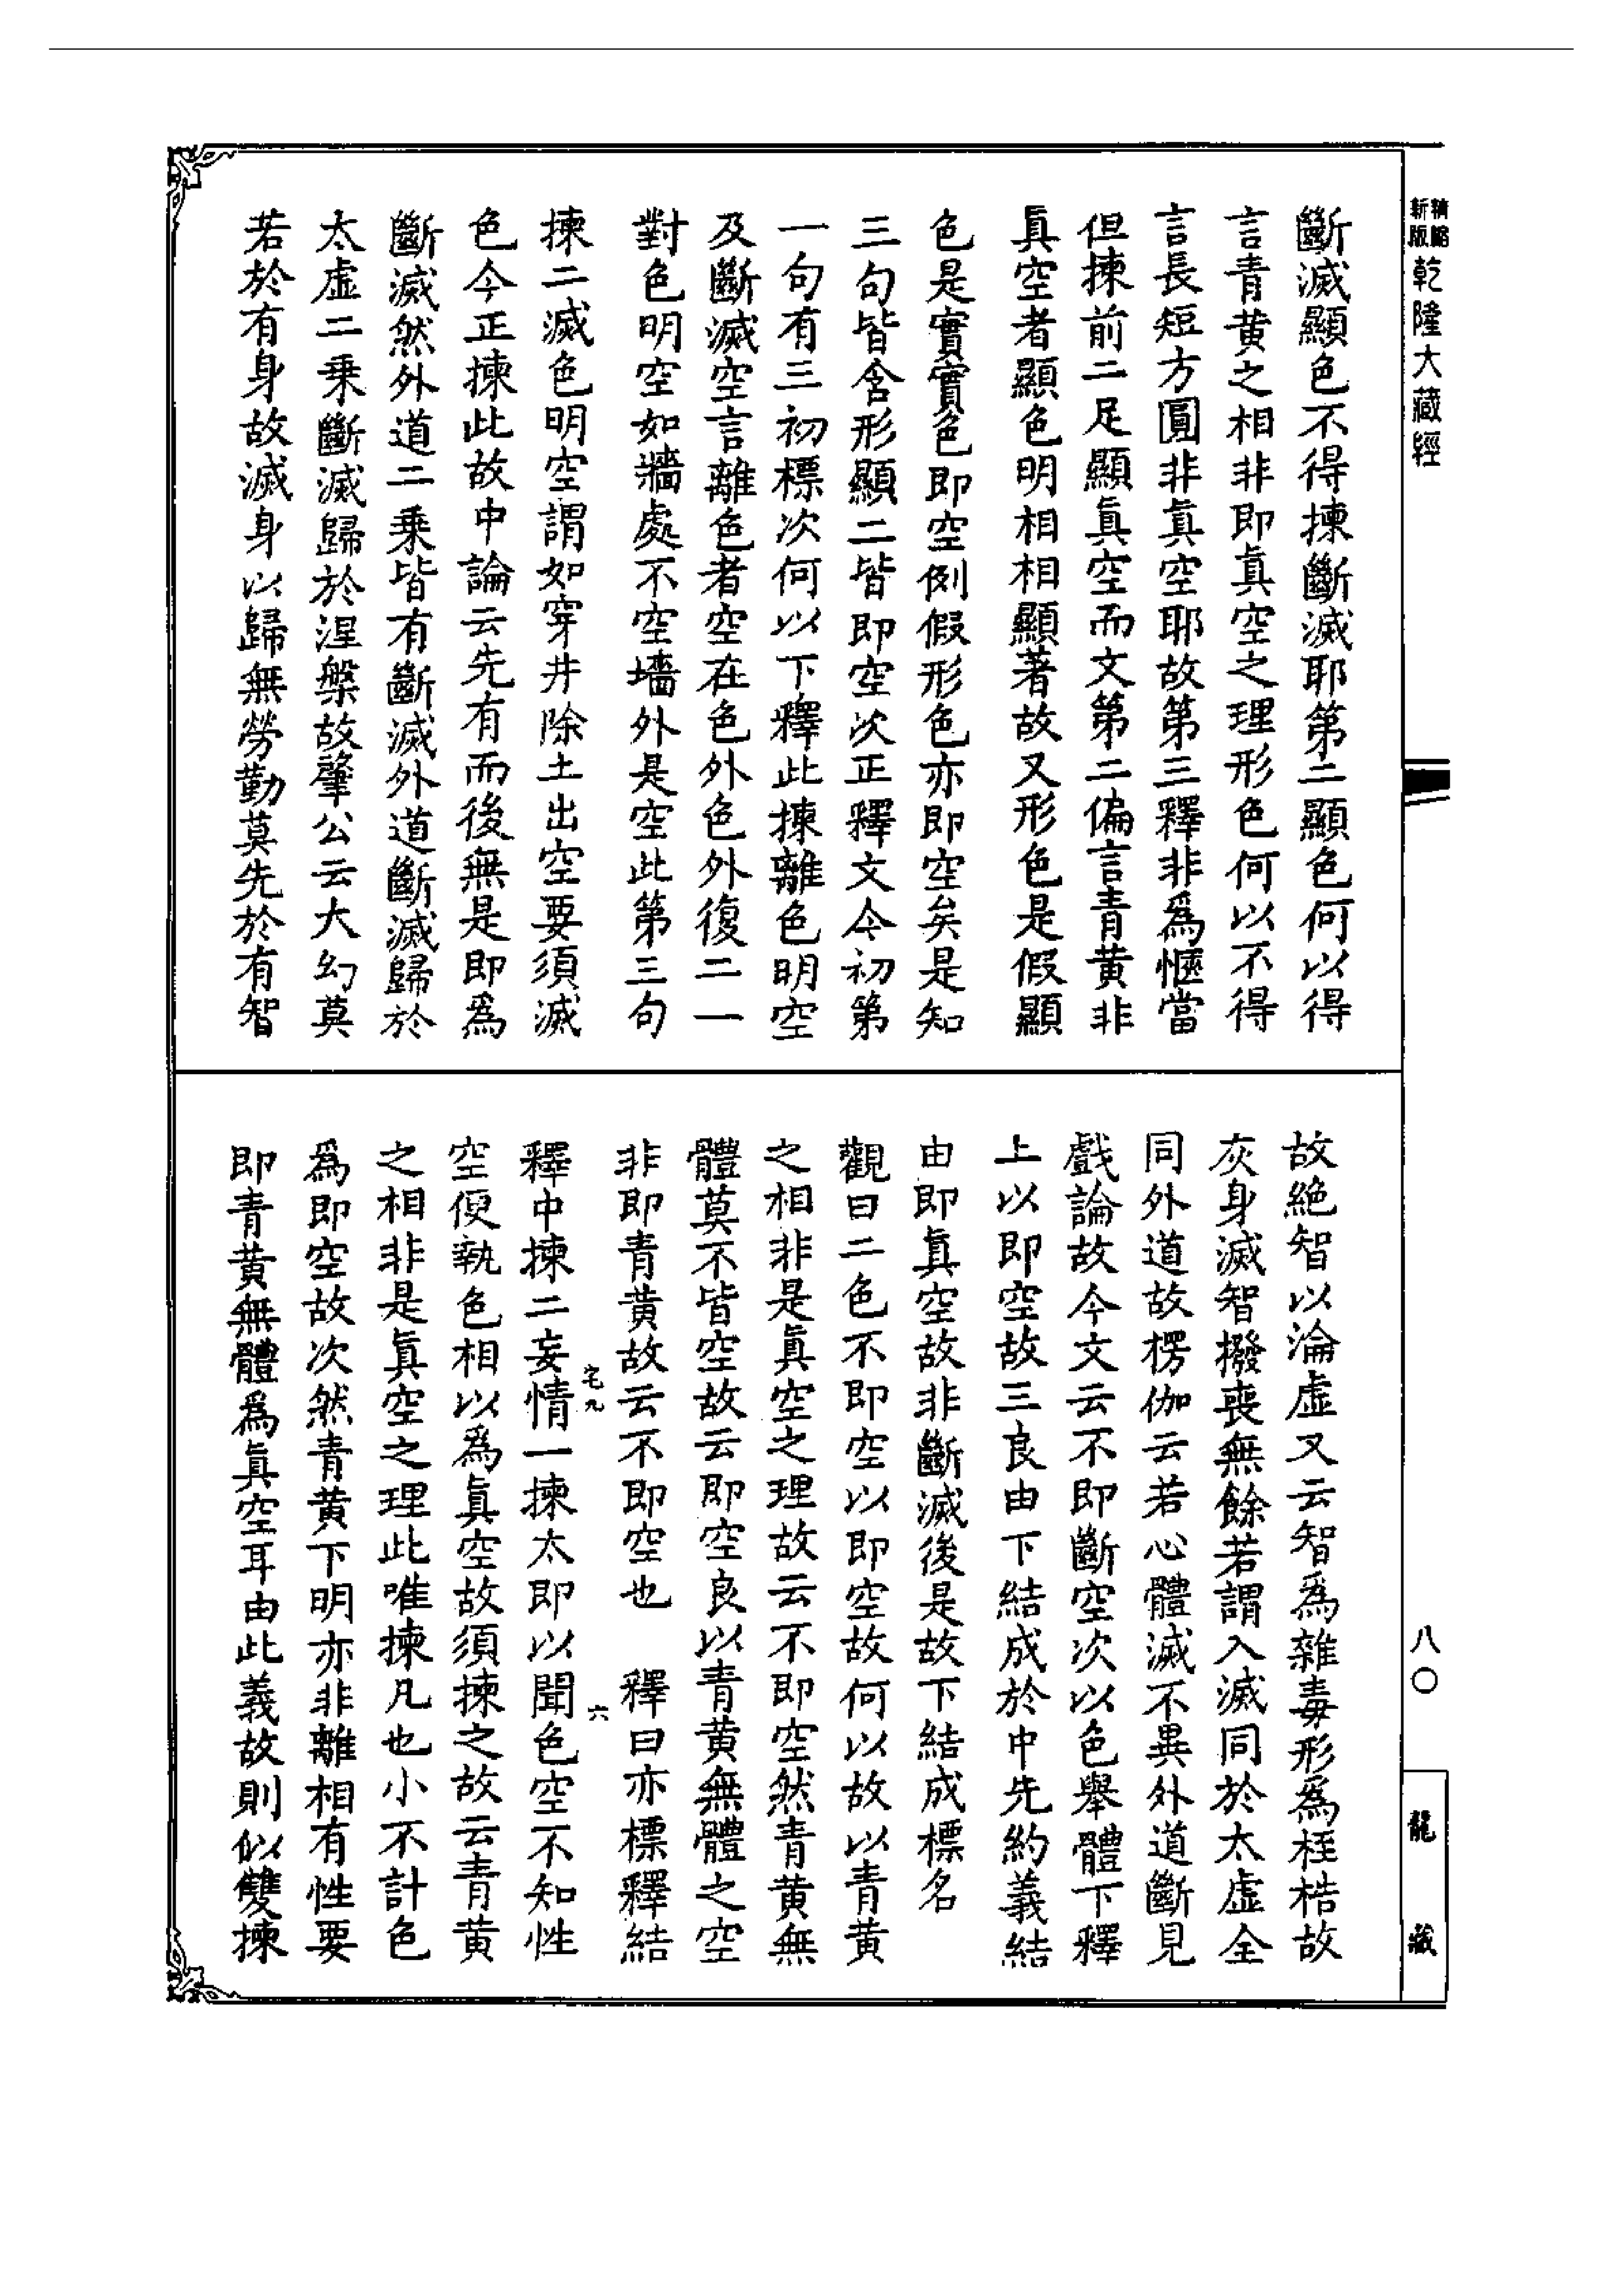 精縮
新版
乾隆大藏經
斷滅顯色不得揀斷滅耶第二顯色何以得
言青黄之相非即眞空之理形色何以不得
言長短方圓非眞空耶故第三釋非爲愜當
但揀前二足顯眞空而文第二偏言青黄非
眞空者顯色明相相顯著故又形色是假顯
色是實實色即空例假形色亦即空矣是知
三句皆含形顯二皆即空次正釋文今初第
一句有三初標次何以下釋此揀離色明空
及斷滅空言離色者空在色外色外復二一
對色明空如牆處不空墻外是空此第三句
揀二滅色明空謂如穿井除土出空要須滅
色今正揀此故中論云先有而後無是即爲
斷滅然外道二乗皆有斷滅外道斷滅歸於
太虛二乗斷滅歸於涅槃故肇公云大幻莫
若於有身故滅身以歸無勞勤莫先於有智
故絶智以淪虛又云智爲雜毒形爲桎梏故
灰身滅智撥喪無餘若謂入滅同於太虛全
同外道故楞伽云若心體滅不異外道斷見
戲論故今文云不即斷空次以色舉體下釋
上以即空故三良由下結成於中先約義結
由即眞空故非斷滅後是故下結成標名
觀曰二色不即空以即空故何以故以青黄
之相非是眞空之理故云不即空然青黄無
體莫不皆空故云即空良以青黄無體之空
非即青黄故云不即空也　釋曰亦標釋結
宅九
六
釋中揀二妄情一揀太即以聞色空不知性
空便執色相以爲眞空故須揀之故云青黄
之相非是眞空之理此唯揀凡也小不計色
爲即空故次然青黄下明亦非離相有性要
即青黄無體爲眞空耳由此義故則似雙揀
八〇
龍藏